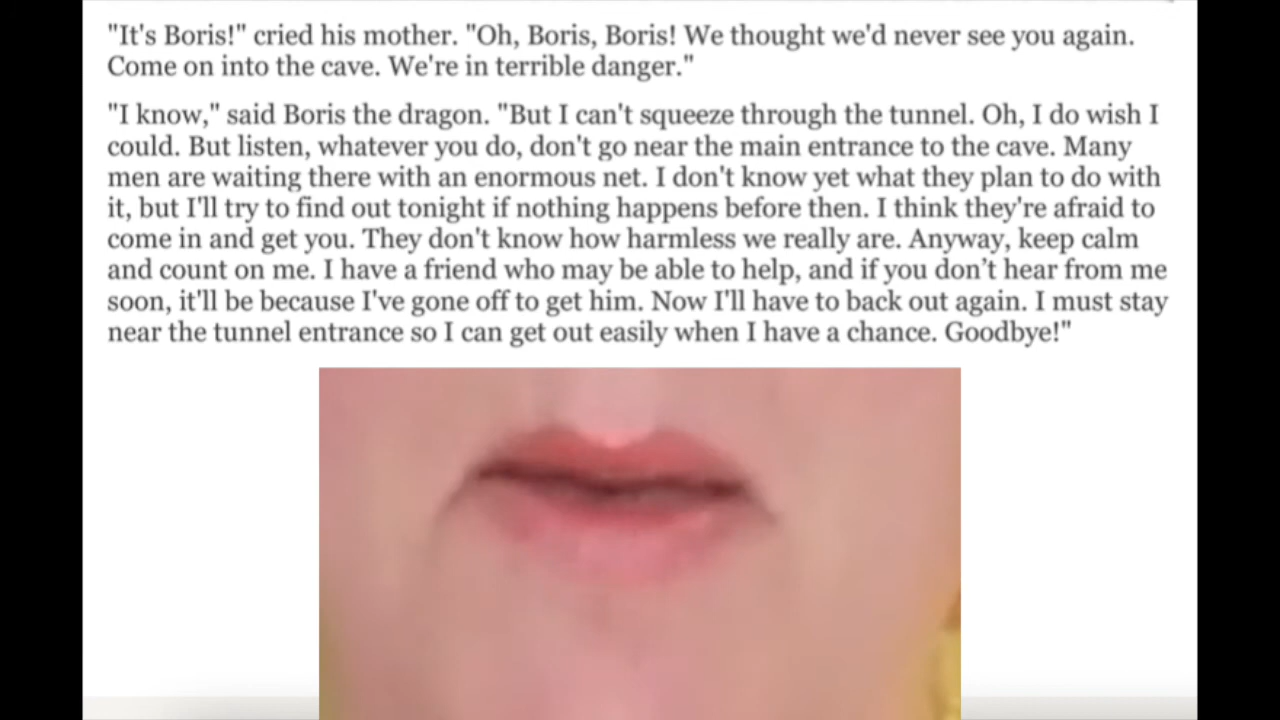 "It's Boris!" cried his mother. "Oh, Boris, Boris! We thought we'd never see you again.
Come on into the cave. We're in terrible danger."
"I know," said Boris the dragon. "But I can't squeeze through the tunnel. Oh, I do wish I
could. But listen, whatever you do, don't go near the main entrance to the cave. Many
men are waiting there with an enormous net. I don't know yet what they plan to do with
it, but I'll try to find out tonight if nothing happens before then. I think they're afraid to
come in and get you. They don't know how harmless we really are. Anyway, keep calm
and count on me. I have a friend who may be able to help, and if you don’t hear from me
soon, it'll be because I've gone off to get him. Now I'll have to back out again. I must stay
near the tunnel entrance so I can get out easily when I have a chance. Goodbye!"